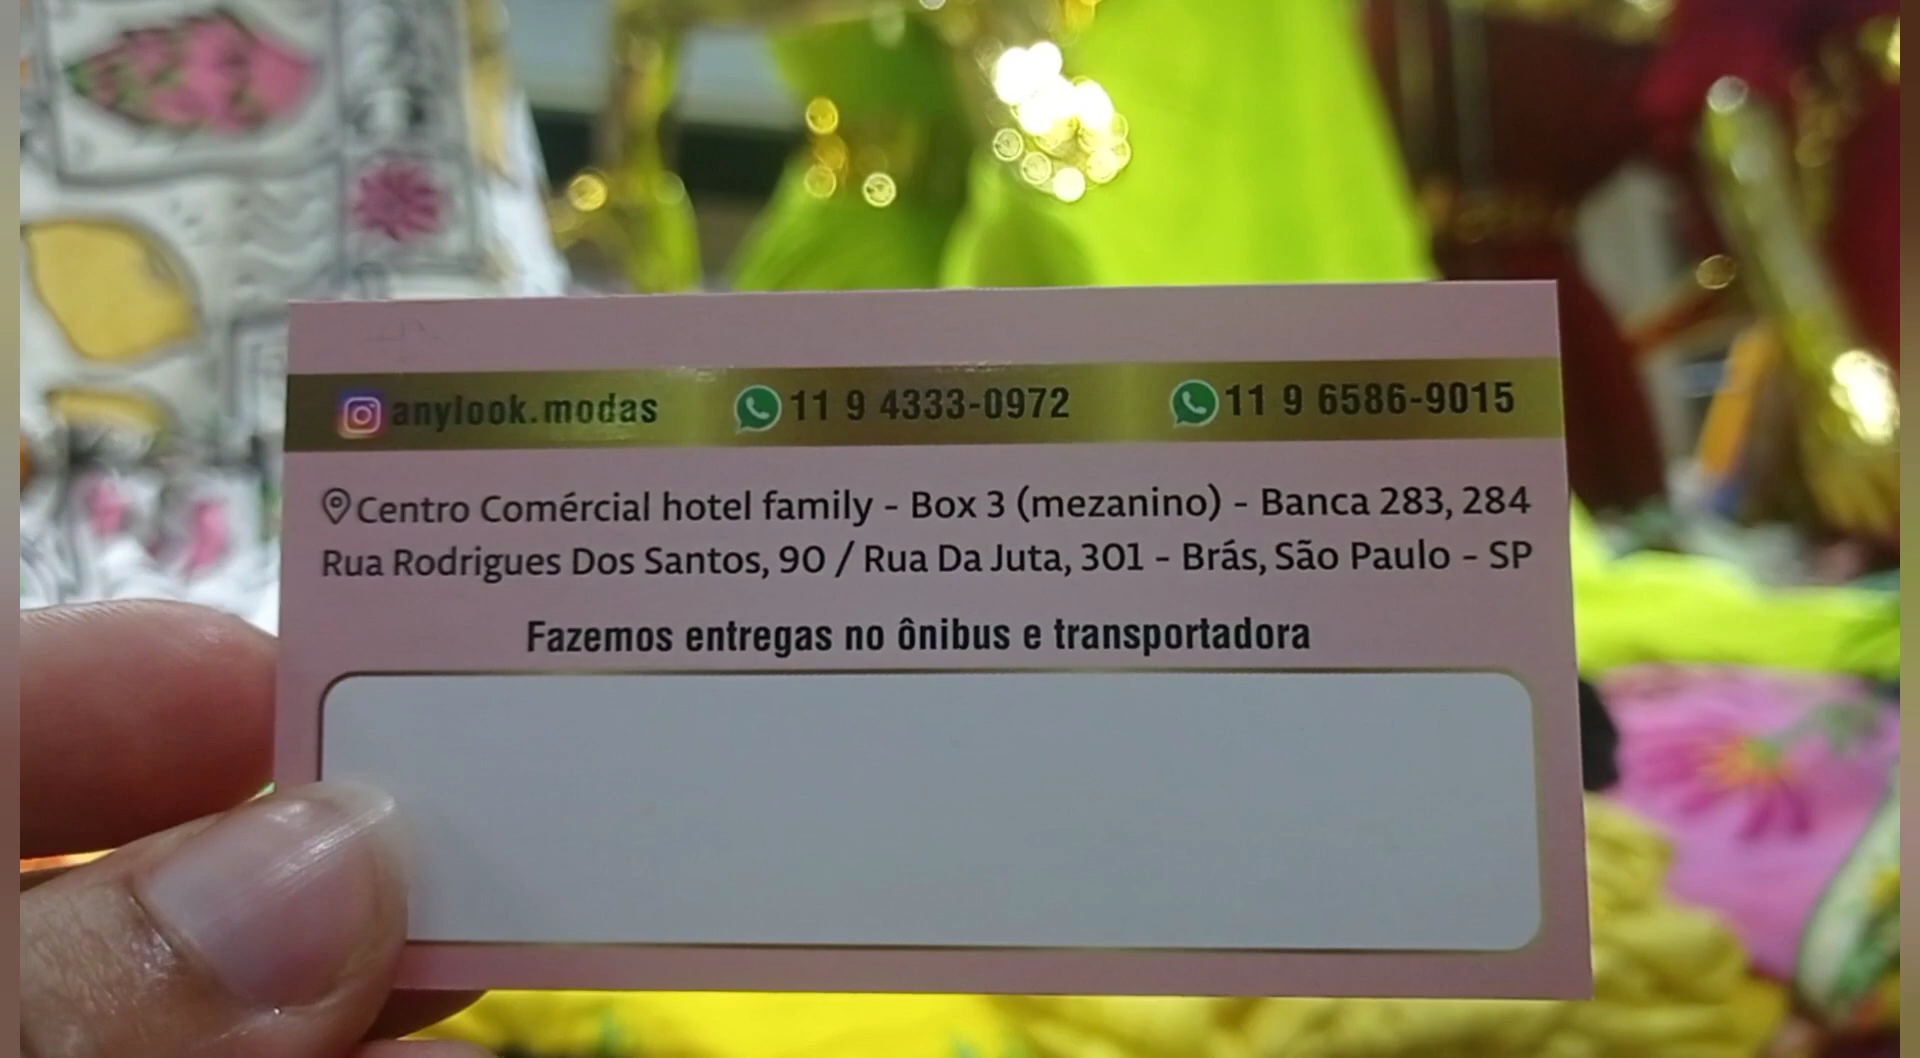 anylook.modas 11 9 4333-0972 11 9 6586-9015
Centro Comércial hotel family - Box 3 (mezanino) - Banca 283, 284
Rua Rodrigues Dos Santos, 90 / Rua Da Juta, 301 - Brás, São Paulo - SP
Fazemos entregas no ônibus e transportadora